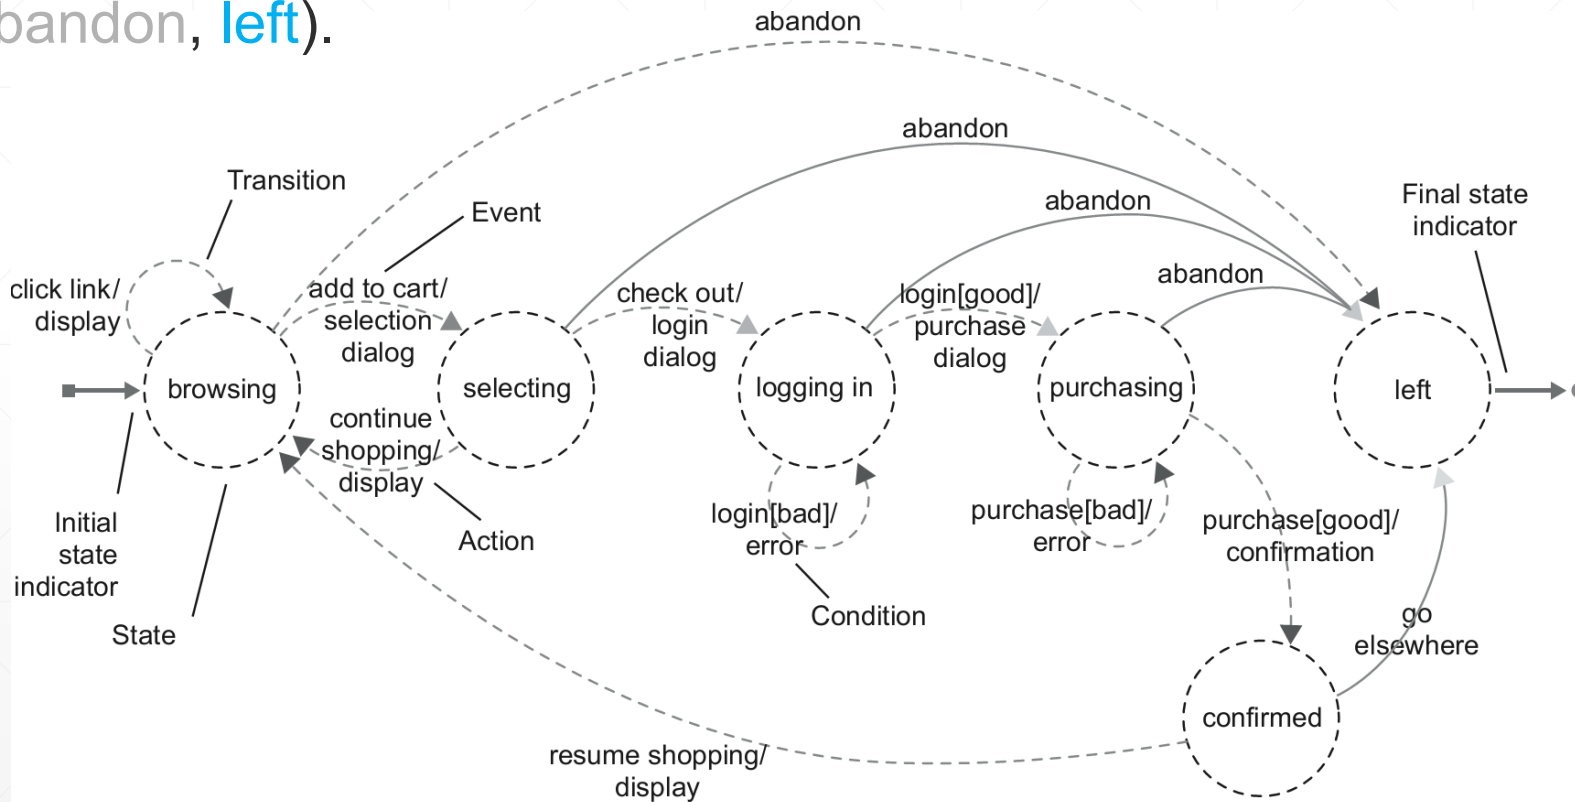 bandon, left).
abandon
abandon
abandon
abandon
Transition
Event
Final state
indicator
click link/
display
add to cart/
selection
dialog
check out/
login
dialog
login[good]/
purchase
dialog
browsing
selecting
logging in
purchasing
left
continue
shopping/
display
Action
Initial
state
indicator
State
login[bad]/
error
Condition
purchase[bad]/
error
purchase[good]/
confirmation
go
elsewhere
confirmed
resume shopping/
display